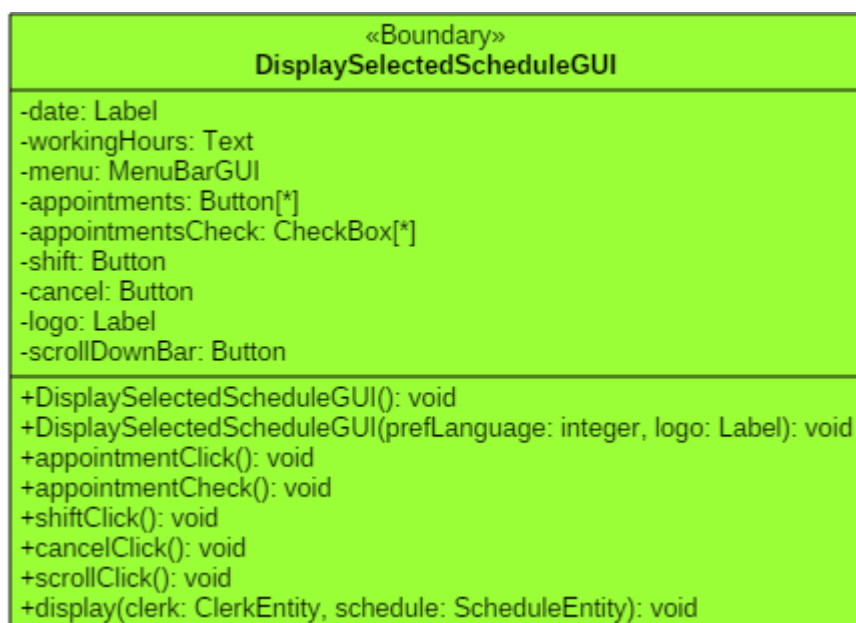 «Boundary»
DisplaySelectedScheduleGUI
-date: Label
-workingHours: Text
-menu: MenuBarGUI
-appointments: Button[*]
-appointmentsCheck: CheckBox[*]
-shift: Button
-cancel: Button
-logo: Label
-scrollDownBar: Button
+DisplaySelectedScheduleGUI(): void
+DisplaySelectedScheduleGUI(prefLanguage: integer, logo: Label): void
+appointmentClick(): void
+appointmentCheck(): void
+shiftClick(): void
+cancelClick(): void
+scrollClick(): void
+display(clerk: ClerkEntity, schedule: ScheduleEntity): void